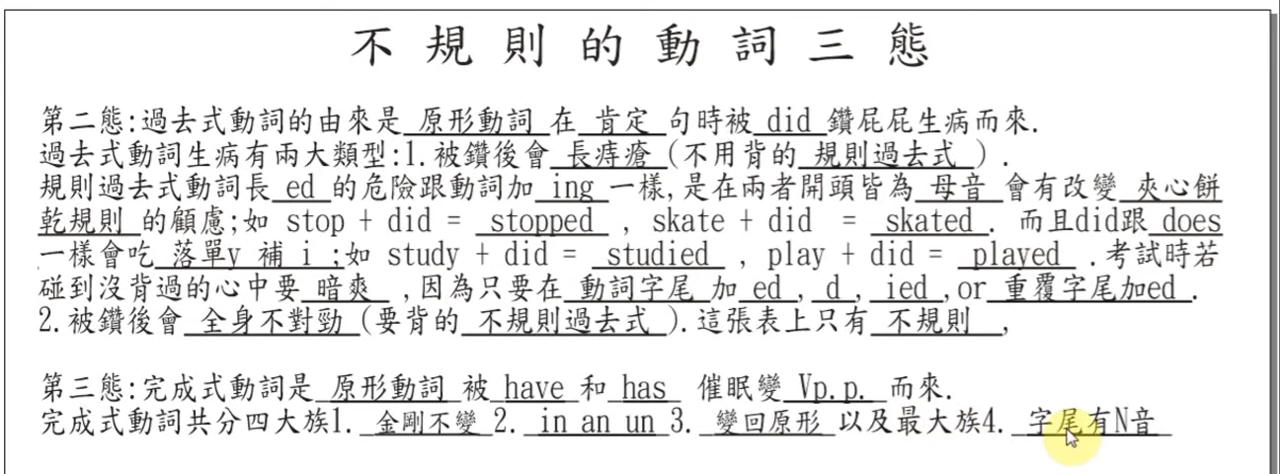 不規則的動詞三態
第二態:過去式動詞的由來是 原形動詞 在 肯定 句時被 did 鑽屁屁生病而來.
過去式動詞生病有兩大類型:1.被鑽後會 長痔瘡 (不用背的 規則過去式 ) .
規則過去式動詞長 ed 的危險跟動詞加 ing 一樣,是在兩者開頭皆為 母音 會有改變 夾心餅
乾規則 的顧慮;如 stop + did = stopped , skate + did = skated . 而且did跟 does
一樣會吃 落單y 補 i ;如 study + did = studied , play + did = played .考試時若
碰到沒背過的心中要 暗爽 ,因為只要在 動詞字尾 加 ed , d , ied ,or 重覆字尾加ed .
2.被鑽後會 全身不對勁 (要背的 不規則過去式 ).這張表上只有 不規則 ,
第三態:完成式動詞是 原形動詞 被 have 和 has 催眠變 Vp.p. 而來.
完成式動詞共分四大族1. 金剛不變 2. in an un 3. 變回原形 以及最大族4. 字尾有N音